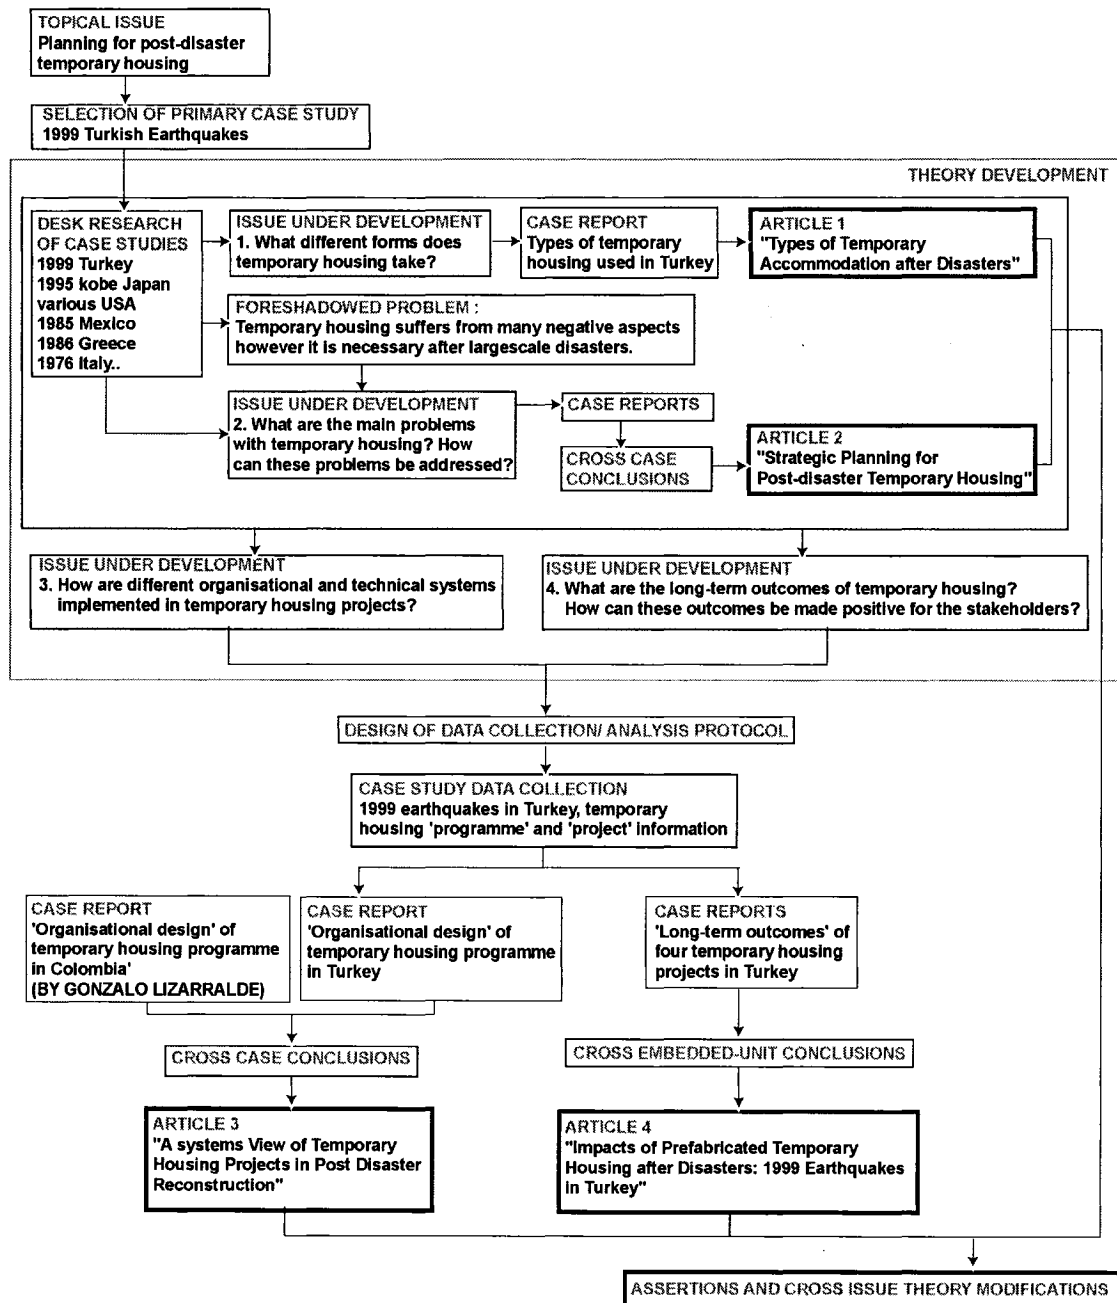 TOPICAL ISSUE
Planning for post-disaster
temporary housing
SELECTION OF PRIMARY CASE STUDY
1999 Turkish Earthquakes
THEORY DEVELOPMENT
DESK RESEARCH
OF CASE STUDIES
1999 Turkey
1995 kobe Japan
various USA
1985 Mexico
1986 Greece
1976 Italy..
ISSUE UNDER DEVELOPMENT
1. What different forms does
temporary housing take?
CASE REPORT
Types of temporary
housing used in Turkey
ARTICLE 1
"Types of Temporary
Accommodation after Disasters"
FORESHADOWED PROBLEM :
Temporary housing suffers from many negative aspects
however it is necessary after largescale disasters.
ISSUE UNDER DEVELOPMENT
2. What are the main problems
with temporary housing? How
can these problems be addressed?
CASE REPORTS
CROSS CASE
CONCLUSIONS
ARTICLE 2
"Strategic Planning for
Post-disaster Temporary Housing"
ISSUE UNDER DEVELOPMENT
3. How are different organisational and technical systems
implemented in temporary housing projects?
ISSUE UNDER DEVELOPMENT
4. What are the long-term outcomes of temporary housing?
How can these outcomes be made positive for the stakeholders?
DESIGN OF DATA COLLECTION/ ANALYSIS PROTOCOL
CASE STUDY DATA COLLECTION
1999 earthquakes in Turkey, temporary
housing 'programme' and 'project' information
CASE REPORT
'Organisational design' of
temporary housing programme
in Colombia'
(BY GONZALO LIZARRALDE)
CASE REPORT
'Organisational design' of
temporary housing programme
in Turkey
CASE REPORTS
'Long-term outcomes' of
four temporary housing
projects in Turkey
CROSS CASE CONCLUSIONS
CROSS EMBEDDED-UNIT CONCLUSIONS
ARTICLE 3
"A systems View of Temporary
Housing Projects in Post Disaster
Reconstruction"
ARTICLE 4
"Impacts of Prefabricated Temporary
Housing after Disasters: 1999 Earthquakes
in Turkey"
ASSERTIONS AND CROSS ISSUE THEORY MODIFICATIONS